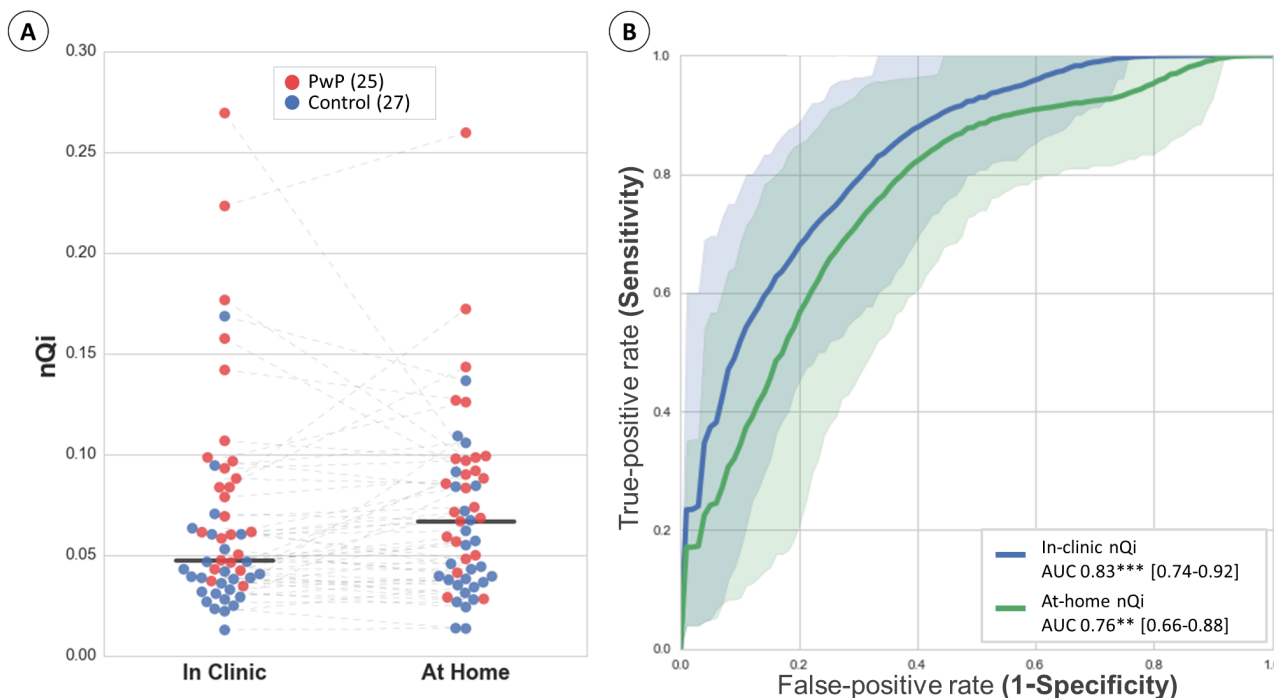 A
0.30
0.25
0.20
0.15
0.10
0.05
0.00
nQi
PwP (25)
Control (27)
In Clinic
At Home
B
1.0
0.8
0.6
0.4
0.2
0.0
True-positive rate (Sensitivity)
In-clinic nQi
AUC 0.83*** [0.74-0.92]
At-home nQi
AUC 0.76** [0.66-0.88]
0.0 0.2 0.4 0.6 0.8
False-positive rate (1-Specificity)